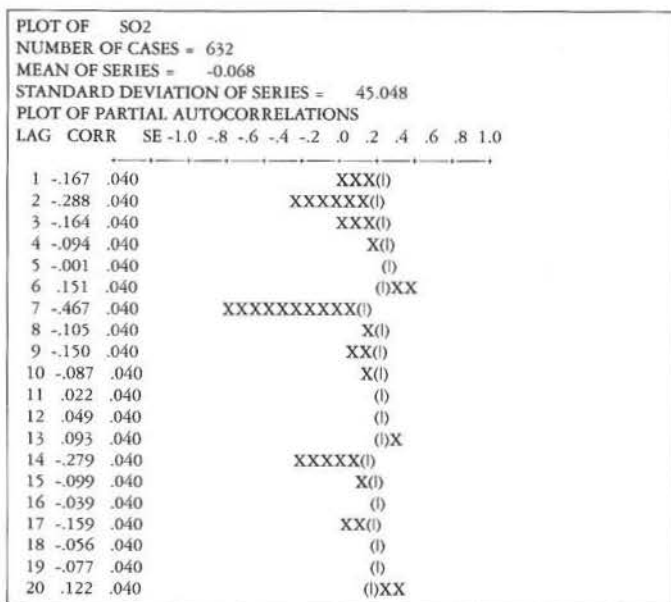 PLOT OF SO2
NUMBER OF CASES = 632
MEAN OF SERIES = -0.068
STANDARD DEVIATION OF SERIES = 45.048
PLOT OF PARTIAL AUTOCORRELATIONS
LAG CORR SE -1.0 -.8 -.6 -.4 -.2 .0 .2 .4 .6 .8 1.0
1 -.167 .040 XXX(I)
2 -.288 .040 XXXXXX(I)
3 -.164 .040 XXX(I)
4 -.094 .040 X(I)
5 -.001 .040 (I)
6 .151 .040 (I)XX
7 -.467 .040 XXXXXXXXXX(I)
8 -.105 .040 X(I)
9 -.150 .040 XX(I)
10 -.087 .040 X(I)
11 .022 .040 (I)
12 .049 .040 (I)
13 .093 .040 (I)X
14 -.279 .040 XXXXX(I)
15 -.099 .040 X(I)
16 -.039 .040 (I)
17 -.159 .040 XX(I)
18 -.056 .040 (I)
19 -.077 .040 (I)
20 .122 .040 (I)XX